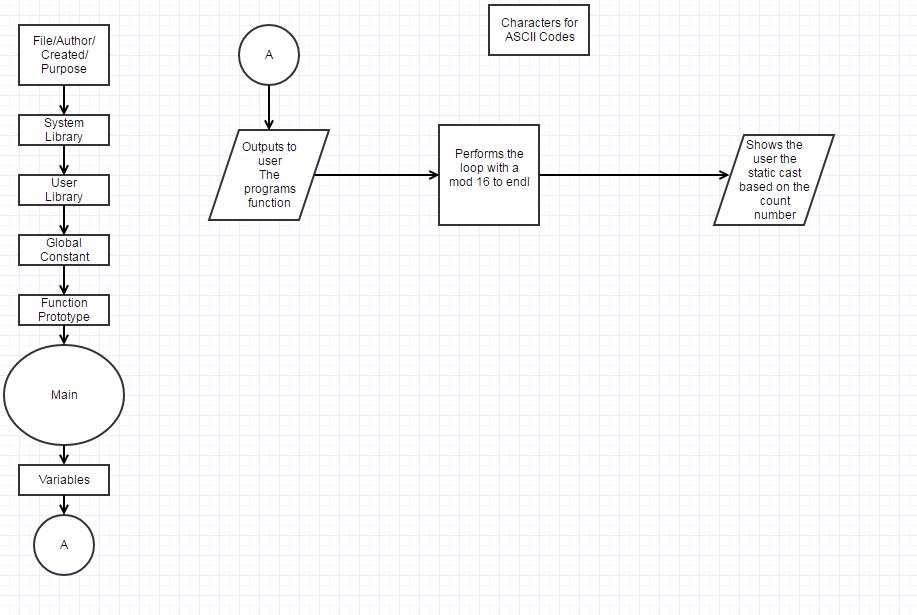 File/Author/
Created/
Purpose
System
Library
User
Library
Global
Constant
Function
Prototype
Main
Variables
A
A
Outputs to
user
The
programs
function
Characters for
ASCII Codes
Performs the
loop with a
mod 16 to endl
Shows the
user the
static cast
based on the
count
number